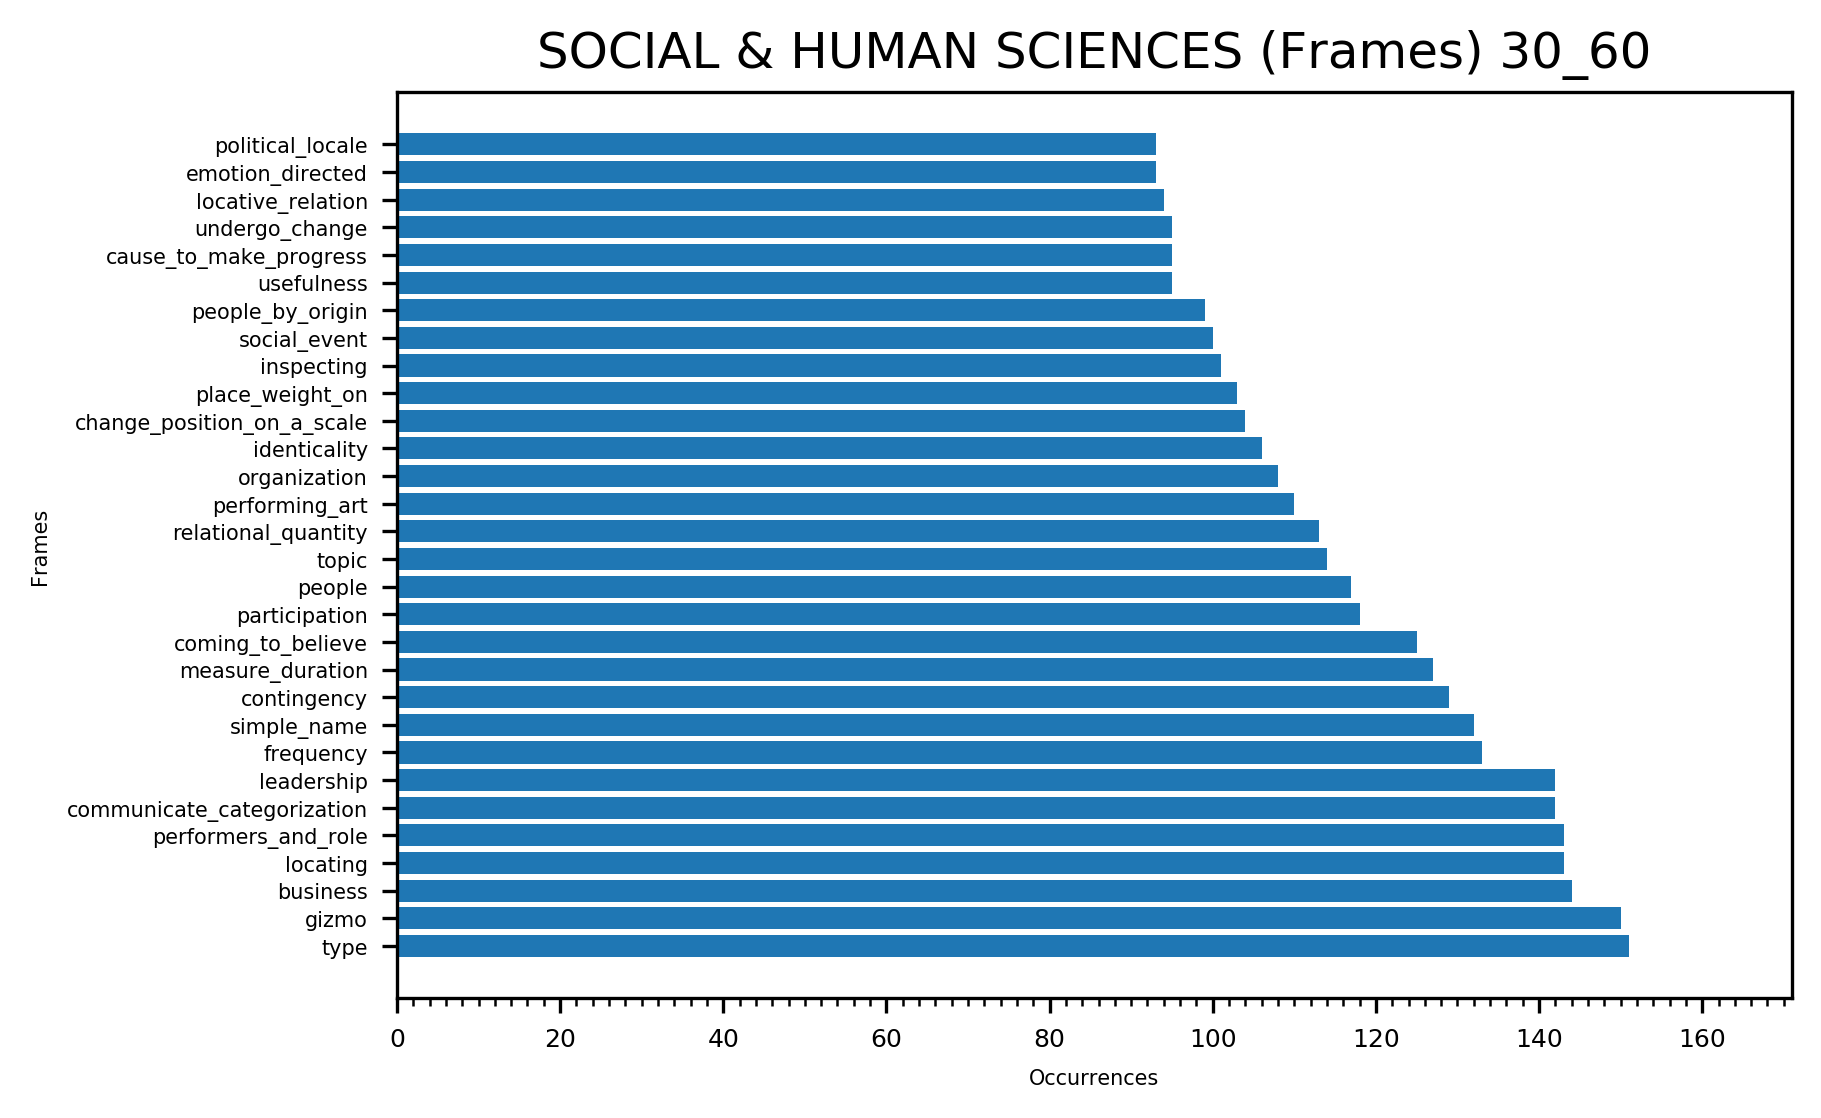 SOCIAL & HUMAN SCIENCES (Frames) 30_60
political_locale
emotion_directed
locative_relation
undergo_change
cause_to_make_progress
usefulness
people_by_origin
social_event
inspecting
place_weight_on
change_position_on_a_scale
identicality
organization
performing_art
relational_quantity
topic
people
participation
coming_to_believe
measure_duration
contingency
simple_name
frequency
leadership
communicate_categorization
performers_and_role
locating
business
gizmo
type
Frames
0 20 40 60 80 100 120 140 160
Occurrences